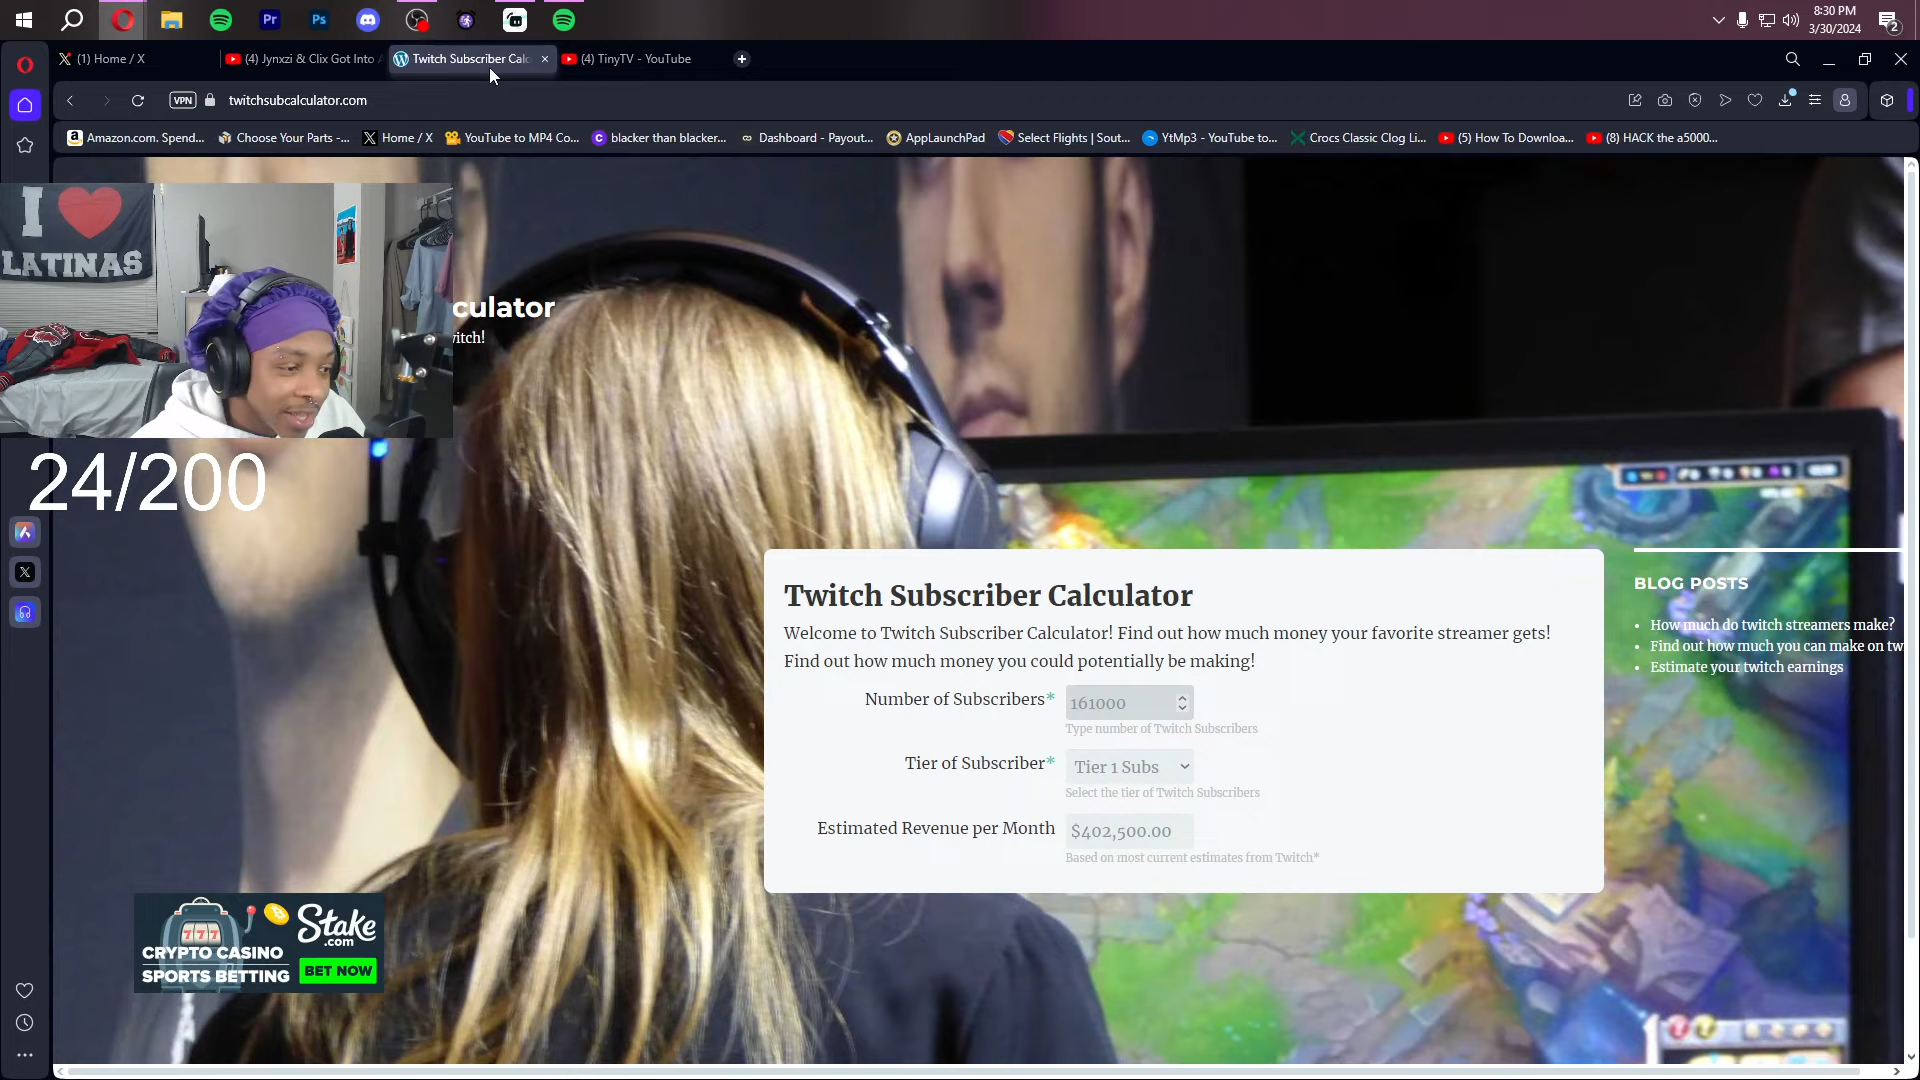 8:30 PM
3/30/2024
2
(1) Home / X
(4) Jynxzi & Clix Got Into
Twitch Subscriber Calc
(4) TinyTV - YouTube
VPN
twitchsubcalculator.com
Amazon.com. Spend...
Choose Your Parts -...
Home / X
YouTube to MP4 Co...
blacker than blacker...
Dashboard - Payout...
AppLaunchPad
Select Flights | Sout...
YtMp3 - YouTube to...
Crocs Classic Clog Li...
(5) How To Downloa...
(8) HACK the a5000...
I
LATINAS
culator
witch!
24/200
Twitch Subscriber Calculator
Welcome to Twitch Subscriber Calculator! Find out how much money your favorite streamer gets!
Find out how much money you could potentially be making!
Number of Subscribers*
161000
Type number of Twitch Subscribers
Tier of Subscriber*
Tier 1 Subs
Select the tier of Twitch Subscribers
Estimated Revenue per Month
$402,500.00
Based on most current estimates from Twitch*
BLOG POSTS
How much do twitch streamers make?
Find out how much you can make on tw
Estimate your twitch earnings
777
Stake
.com
CRYPTO CASINO
SPORTS BETTING
BET NOW